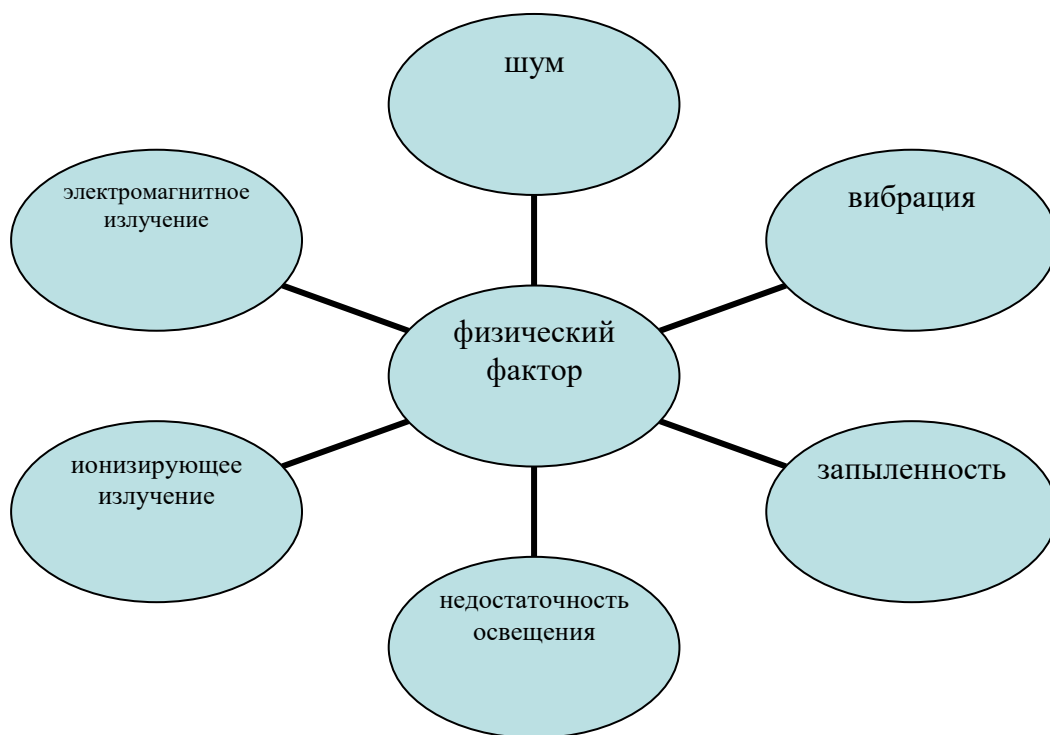 шум
электромагнитное
излучение
вибрация
физический
фактор
ионизирующее
излучение
запыленность
недостаточность
освещения